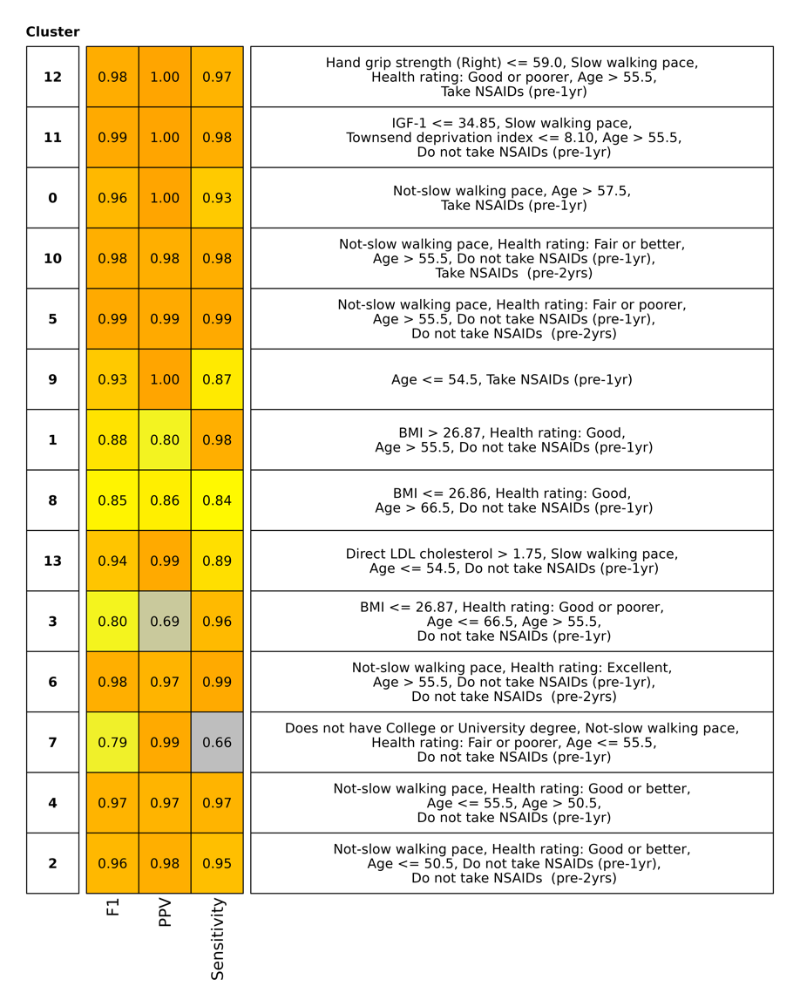 Cluster
12 0.98 1.00 0.97
Hand grip strength (Right) <= 59.0, Slow walking pace,
Health rating: Good or poorer, Age > 55.5,
Take NSAIDs (pre-1yr)
11 0.99 1.00 0.98
IGF-1 <= 34.85, Slow walking pace,
Townsend deprivation index <= 8.10, Age > 55.5,
Do not take NSAIDs (pre-1yr)
0 0.96 1.00 0.93
Not-slow walking pace, Age > 57.5,
Take NSAIDs (pre-1yr)
10 0.98 0.98 0.98
Not-slow walking pace, Health rating: Fair or better,
Age > 55.5, Do not take NSAIDs (pre-1yr),
Take NSAIDs  (pre-2yrs)
5 0.99 0.99 0.99
Not-slow walking pace, Health rating: Fair or poorer,
Age > 55.5, Do not take NSAIDs (pre-1yr),
Do not take NSAIDs  (pre-2yrs)
9 0.93 1.00 0.87
Age <= 54.5, Take NSAIDs (pre-1yr)
1 0.88 0.80 0.98
BMI > 26.87, Health rating: Good,
Age > 55.5, Do not take NSAIDs (pre-1yr)
8 0.85 0.86 0.84
BMI <= 26.86, Health rating: Good,
Age > 66.5, Do not take NSAIDs (pre-1yr)
13 0.94 0.99 0.89
Direct LDL cholesterol > 1.75, Slow walking pace,
Age <= 54.5, Do not take NSAIDs (pre-1yr)
3 0.80 0.69 0.96
BMI <= 26.87, Health rating: Good or poorer,
Age <= 66.5, Age > 55.5,
Do not take NSAIDs (pre-1yr)
6 0.98 0.97 0.99
Not-slow walking pace, Health rating: Excellent,
Age > 55.5, Do not take NSAIDs (pre-1yr),
Do not take NSAIDs  (pre-2yrs)
7 0.79 0.99 0.66
Does not have College or University degree, Not-slow walking pace,
Health rating: Fair or poorer, Age <= 55.5,
Do not take NSAIDs (pre-1yr)
4 0.97 0.97 0.97
Not-slow walking pace, Health rating: Good or better,
Age <= 55.5, Age > 50.5,
Do not take NSAIDs (pre-1yr)
2 0.96 0.98 0.95
Not-slow walking pace, Health rating: Good or better,
Age <= 50.5, Do not take NSAIDs (pre-1yr),
Do not take NSAIDs  (pre-2yrs)
F1
PPV
Sensitivity